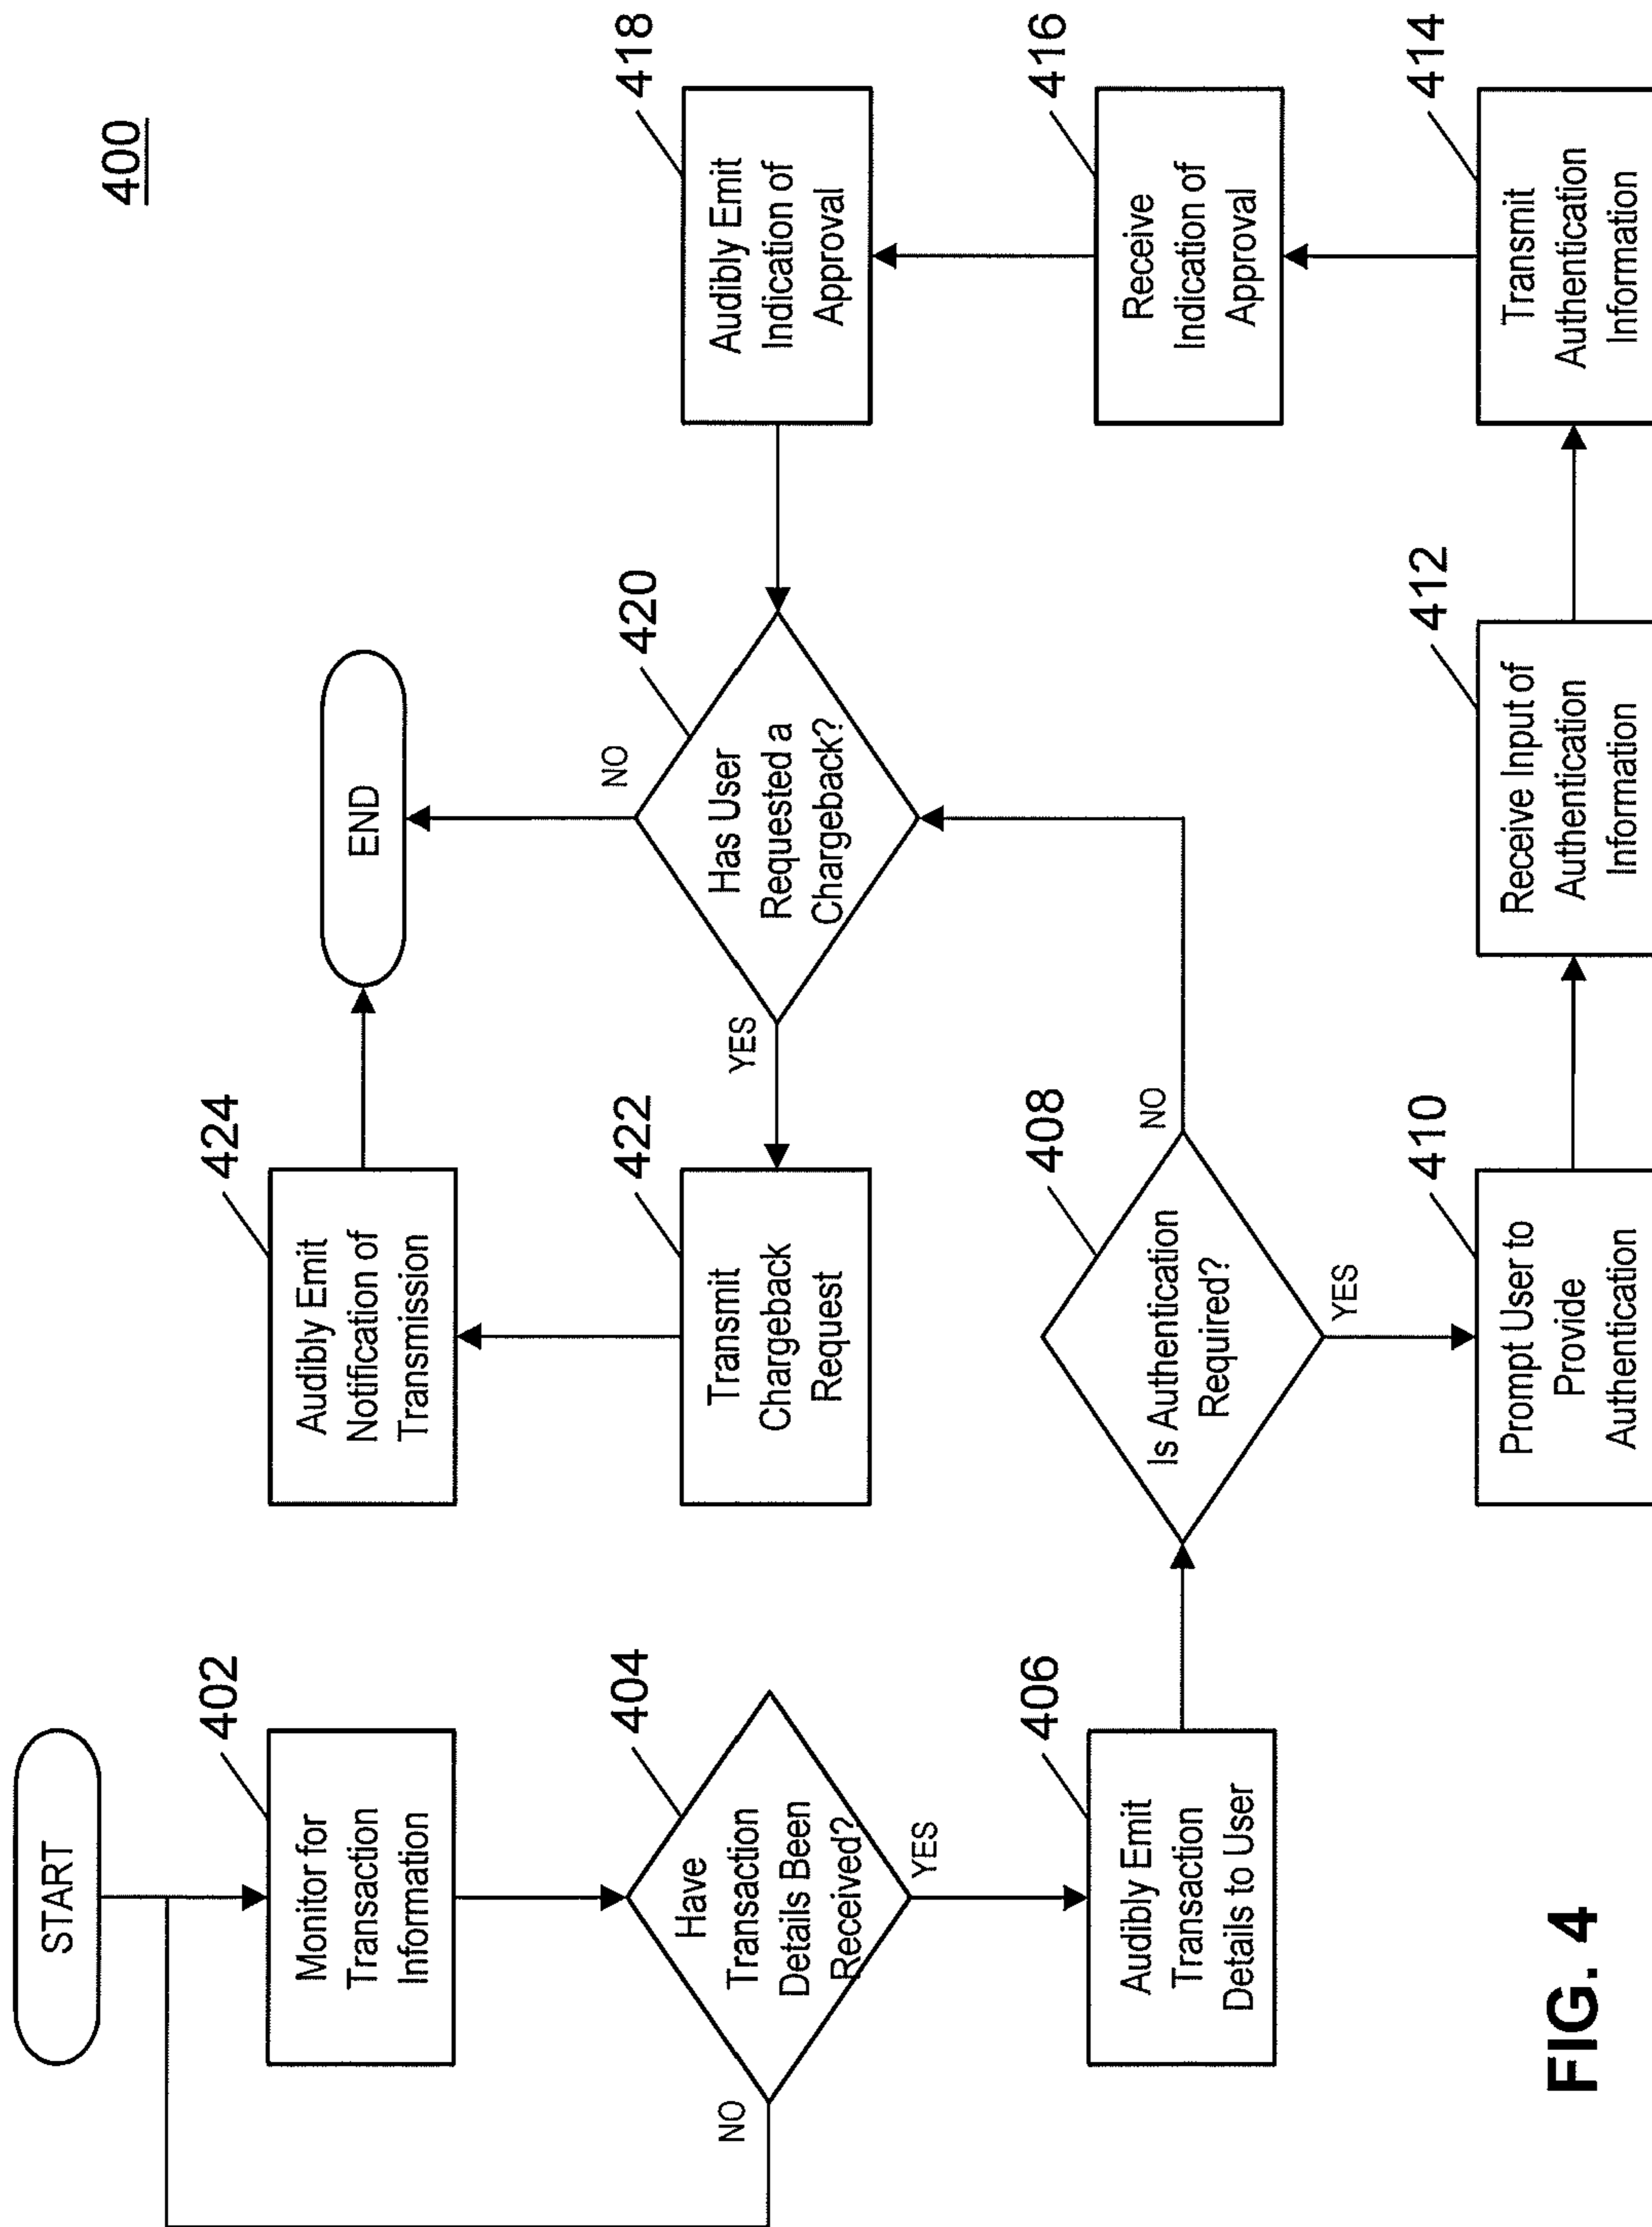 400
START
402
Monitor for
Transaction
Information
404
Have
Transaction
Details Been
Received?
NO
YES
406
Audibly Emit
Transaction
Details to User
408
Is Authentication
Required?
NO
YES
410
Prompt User to
Provide
Authentication
412
Receive Input of
Authentication
Information
414
Transmit
Authentication
Information
416
Receive
Indication of
Approval
418
Audibly Emit
Indication of
Approval
420
Has User
Requested a
Chargeback?
NO
YES
422
Transmit
Chargeback
Request
424
Audibly Emit
Notification of
Transmission
END
FIG. 4